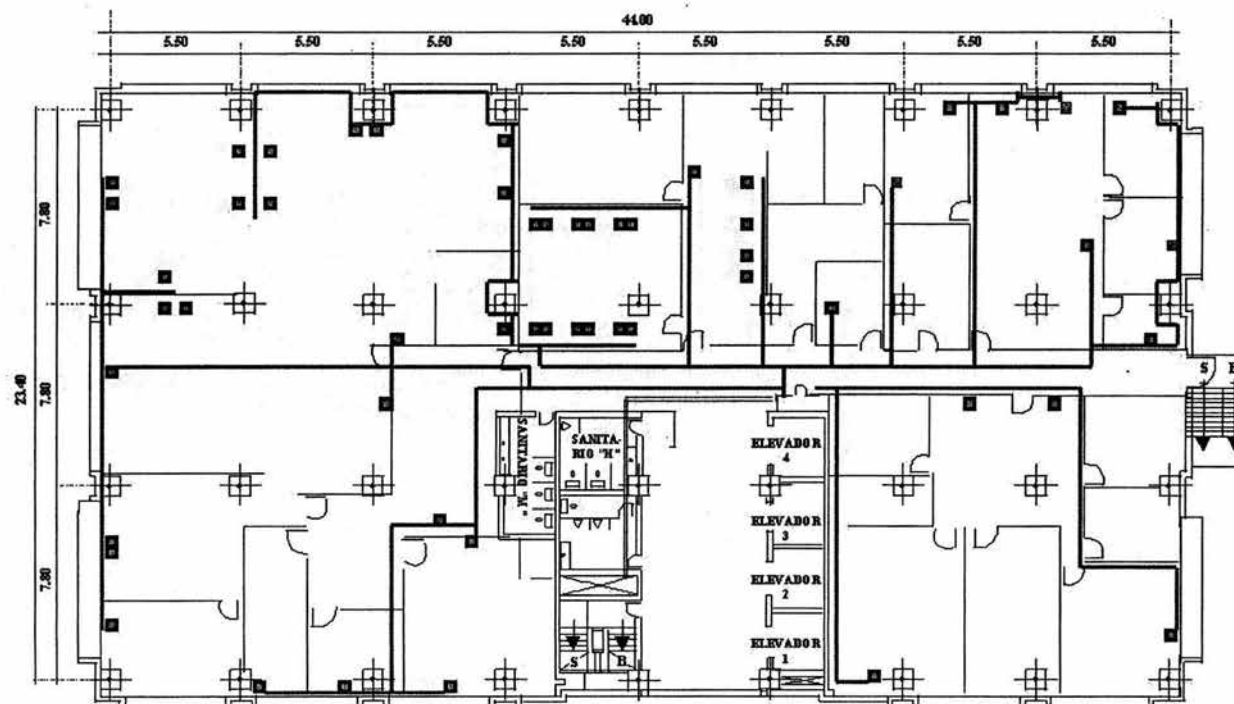 44.00
5.50 5.50 5.50 5.50 5.50 5.50 5.50 5.50
7.80
7.80
7.80
23.40
S
SANITARIO "M"
SANITA-
RIO "H"
ELEVADOR
4
ELEVADOR
3
ELEVADOR
2
ELEVADOR
1
S B